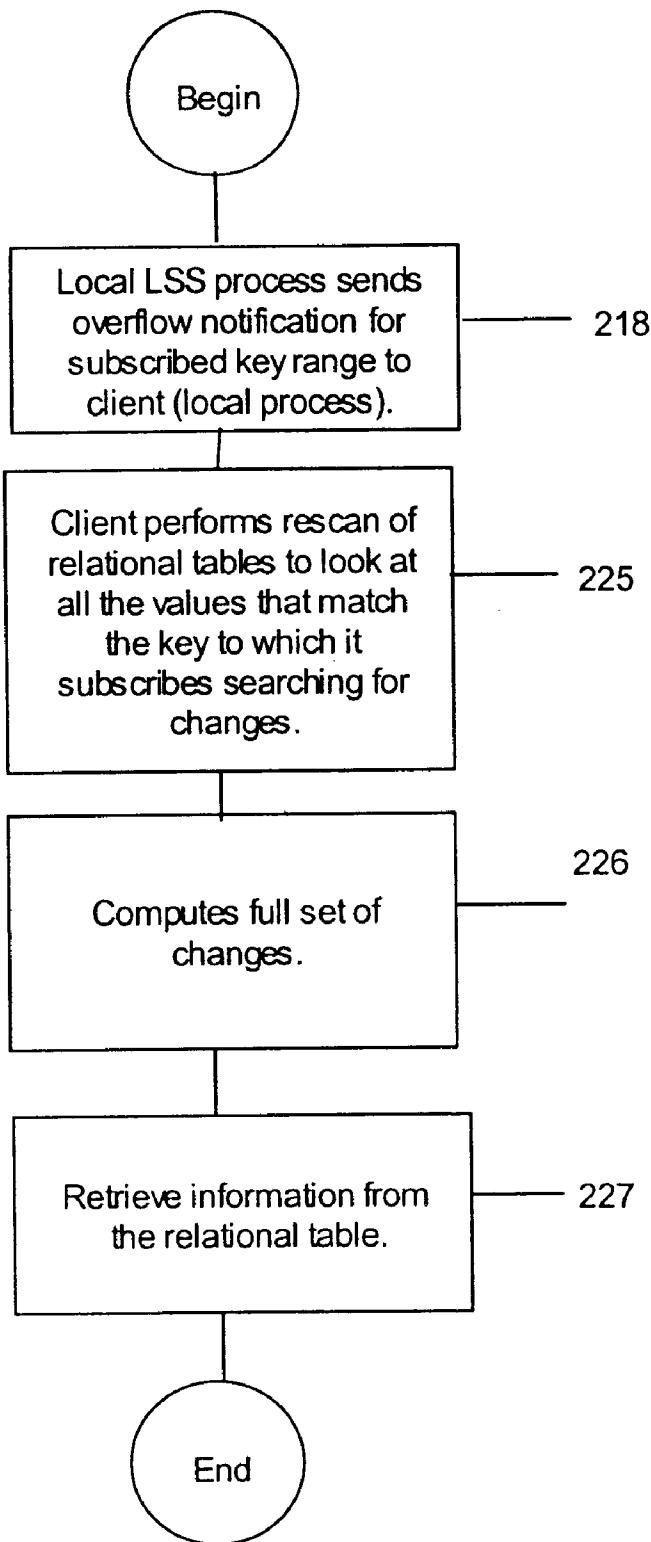 Begin
Local LSS process sends
overflow notification for
subscribed key range to
client (local process).
218
Client performs rescan of
relational tables to look at
all the values that match
the key to which it
subscribes searching for
changes.
225
Computes full set of
changes.
226
Retrieve information from
the relational table.
227
End